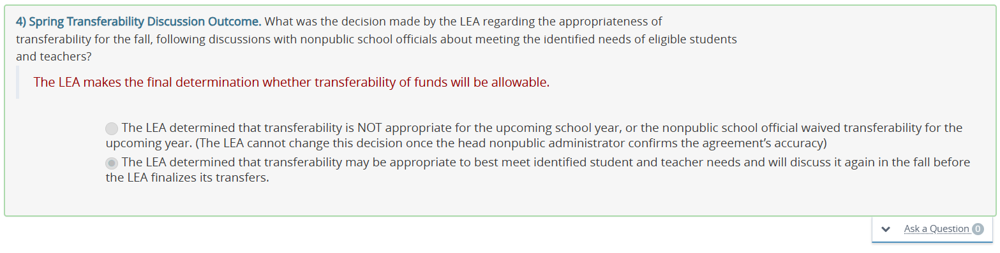 4) Spring Transferability Discussion Outcome. What was the decision made by the LEA regarding the appropriateness of
transferability for the fall, following discussions with nonpublic school officials about meeting the identified needs of eligible students
and teachers?
The LEA makes the final determination whether transferability of funds will be allowable.
The LEA determined that transferability is NOT appropriate for the upcoming school year, or the nonpublic school official waived transferability for the
upcoming year. (The LEA cannot change this decision once the head nonpublic administrator confirms the agreement’s accuracy)
The LEA determined that transferability may be appropriate to best meet identified student and teacher needs and will discuss it again in the fall before
the LEA finalizes its transfers.
Ask a Question 0